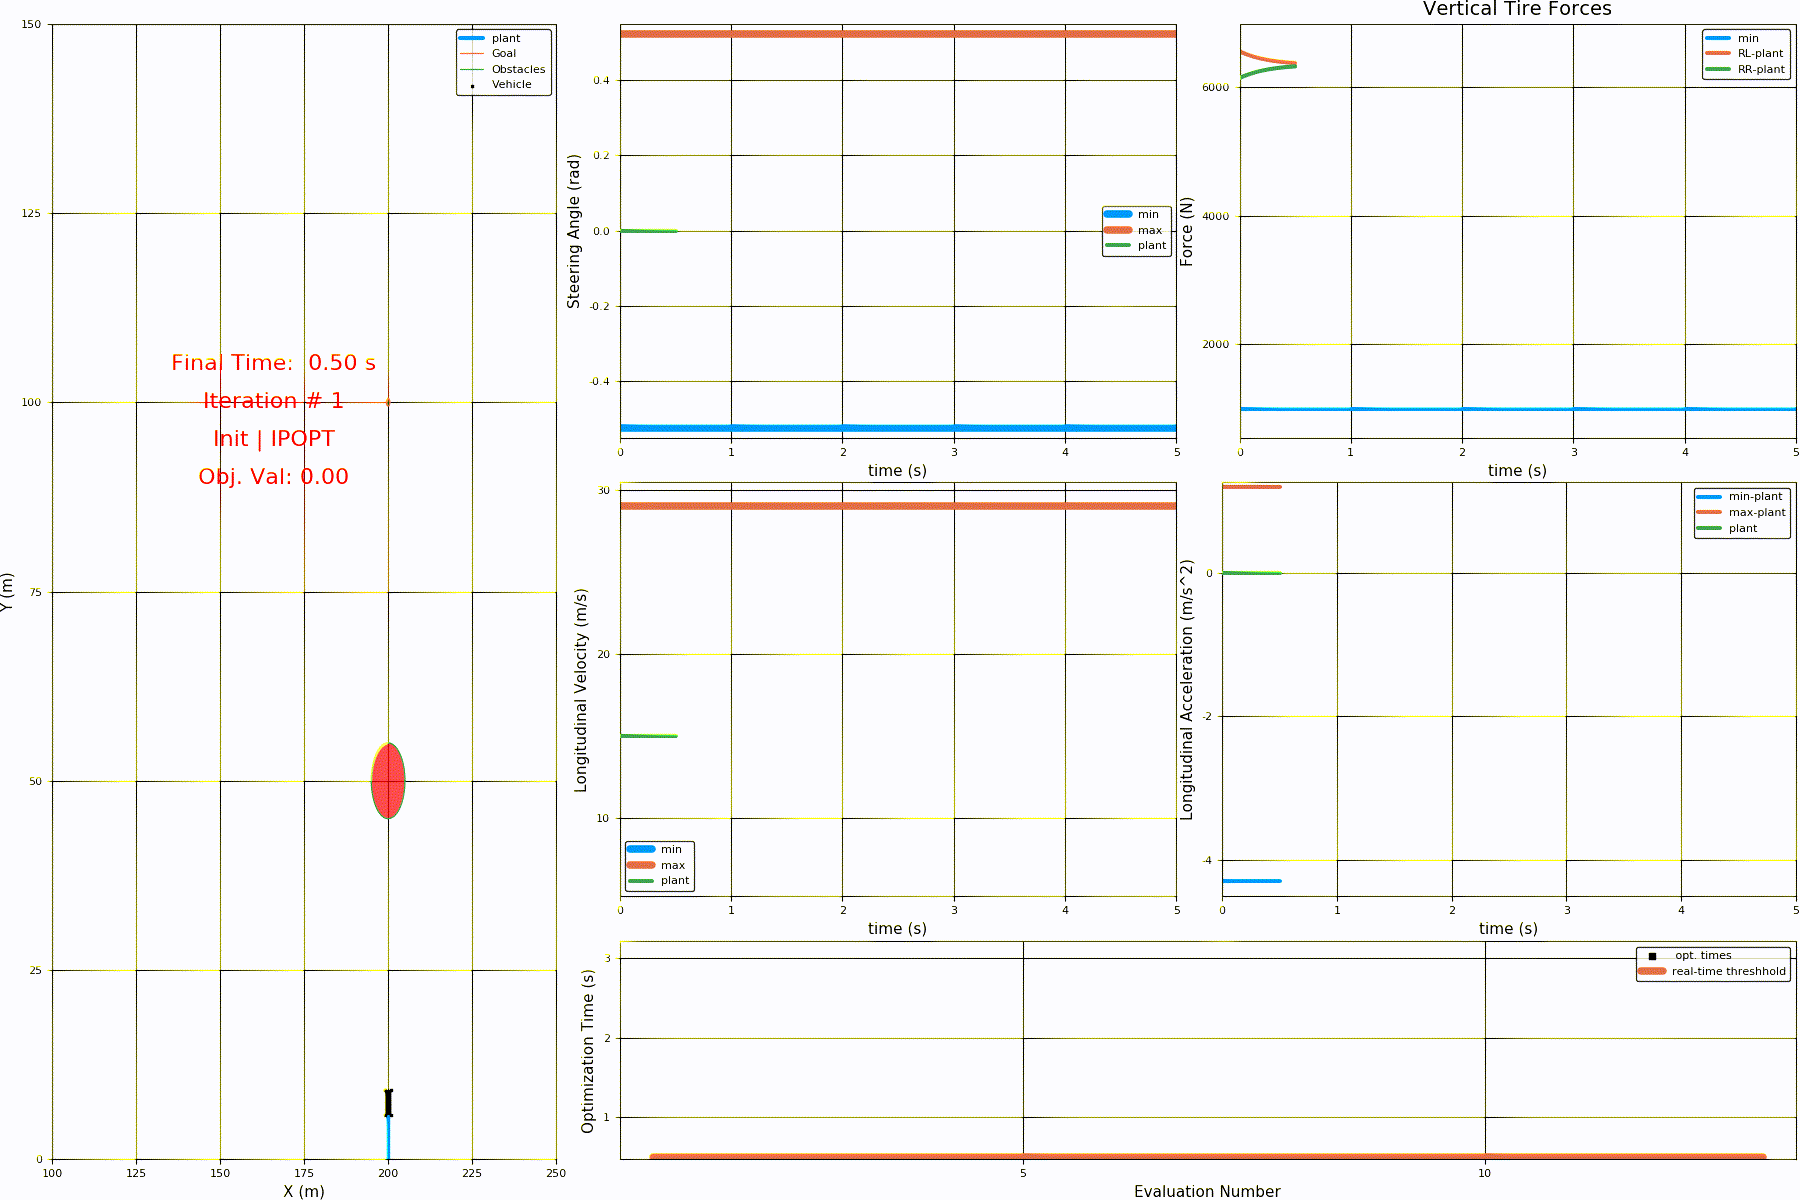 150
125
100
75
50
25
0
Y (m)
100 125 150 175 200 225 250
X (m)
plant
Goal
Obstacles
Vehicle
Final Time: 0.50 s
Iteration # 1
Init | IPOPT
Obj. Val: 0.00
Steering Angle (rad)
0.4
0.2
0.0
-0.2
-0.4
min
max
plant
0 1 2 3 4 5
time (s)
Vertical Tire Forces
Force (N)
6000
4000
2000
min
RL-plant
RR-plant
0 1 2 3 4 5
time (s)
Longitudinal Velocity (m/s)
30
20
10
min
max
plant
0 1 2 3 4 5
time (s)
Longitudinal Acceleration (m/s^2)
0
-2
-4
min-plant
max-plant
plant
0 1 2 3 4 5
time (s)
Optimization Time (s)
3
2
1
opt. times
real-time threshhold
5 10
Evaluation Number